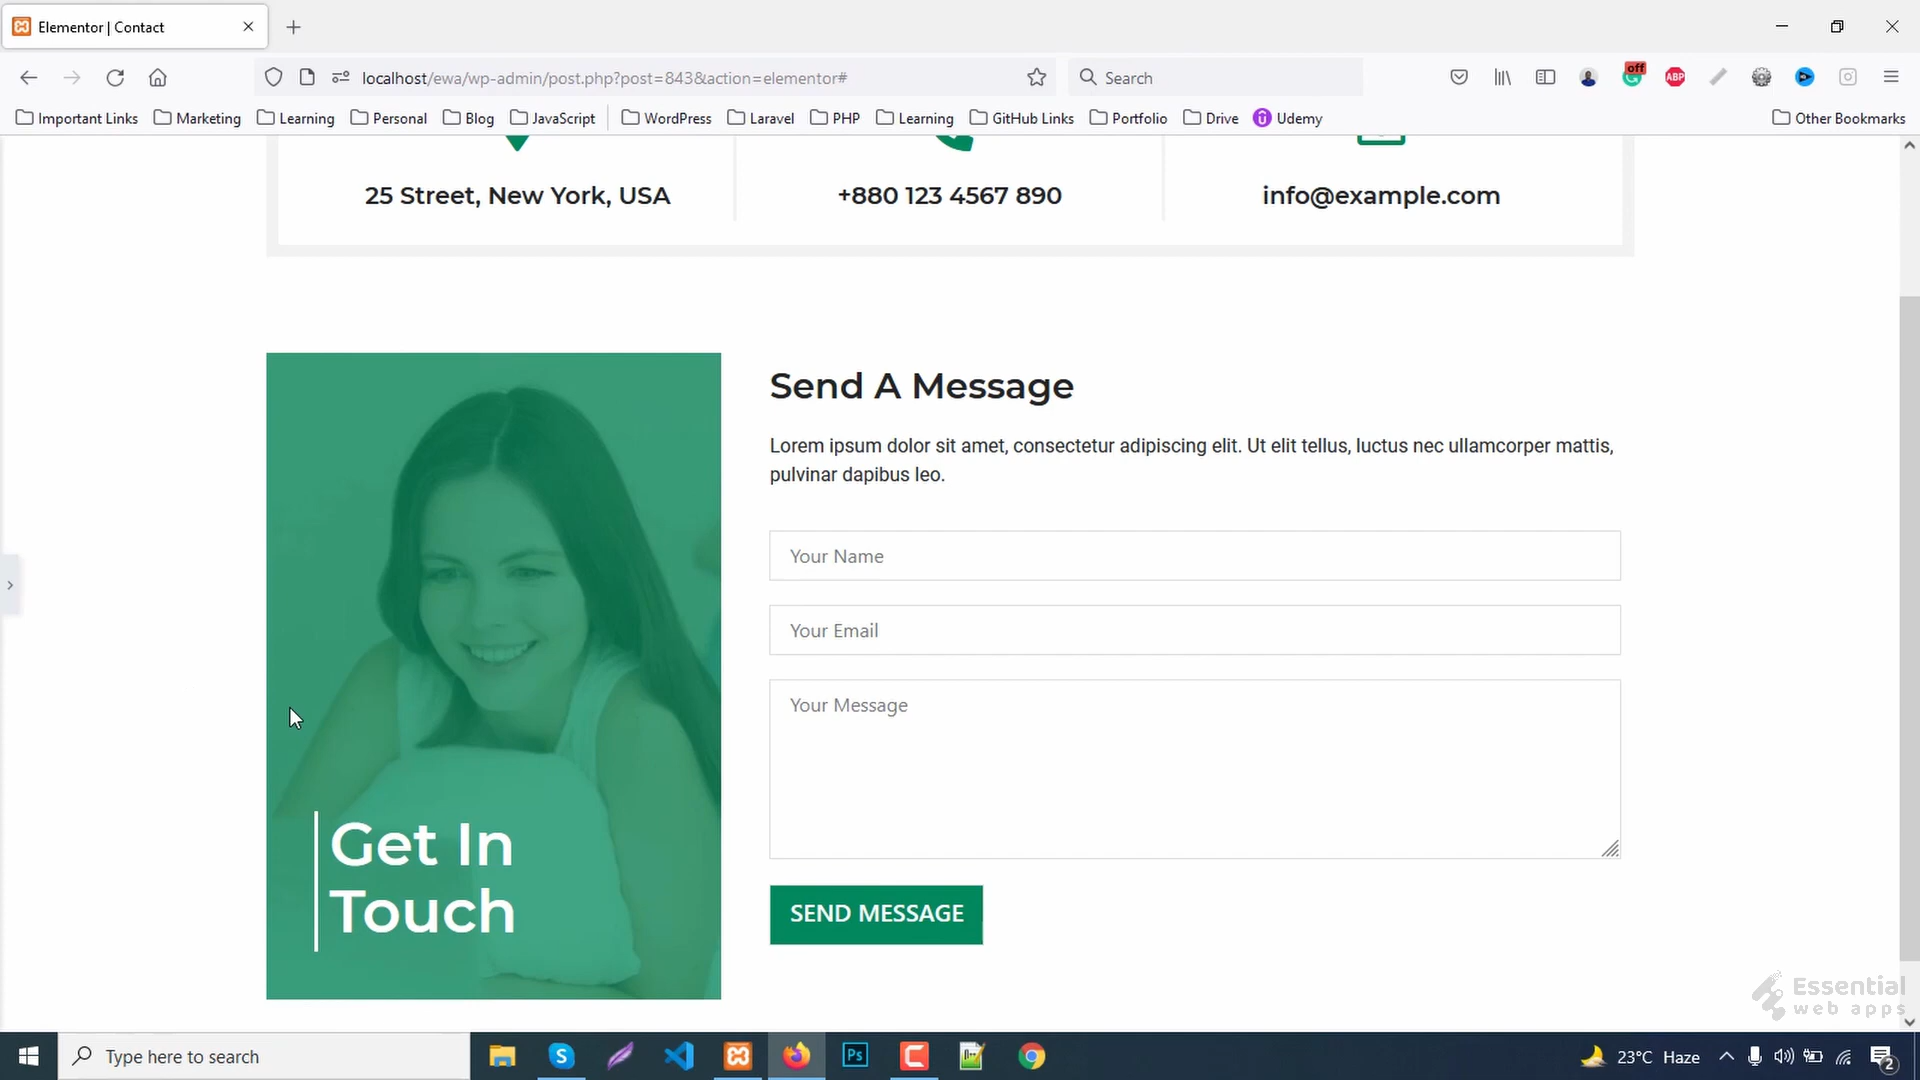 Elementor | Contact
localhost/ewa/wp-admin/post.php?post=843&action=elementor#
Search
off
ABP
Important Links
Marketing
Learning
Personal
Blog
JavaScript
WordPress
Laravel
PHP
Learning
GitHub Links
Portfolio
Drive
Udemy
Other Bookmarks
25 Street, New York, USA
+880 123 4567 890
info@example.com
Send A Message
Lorem ipsum dolor sit amet, consectetur adipiscing elit. Ut elit tellus, luctus nec ullamcorper mattis,
pulvinar dapibus leo.
Your Name
Your Email
Your Message
Get In
Touch
SEND MESSAGE
Essential
web apps
Type here to search
S
Ps
23°C Haze
2